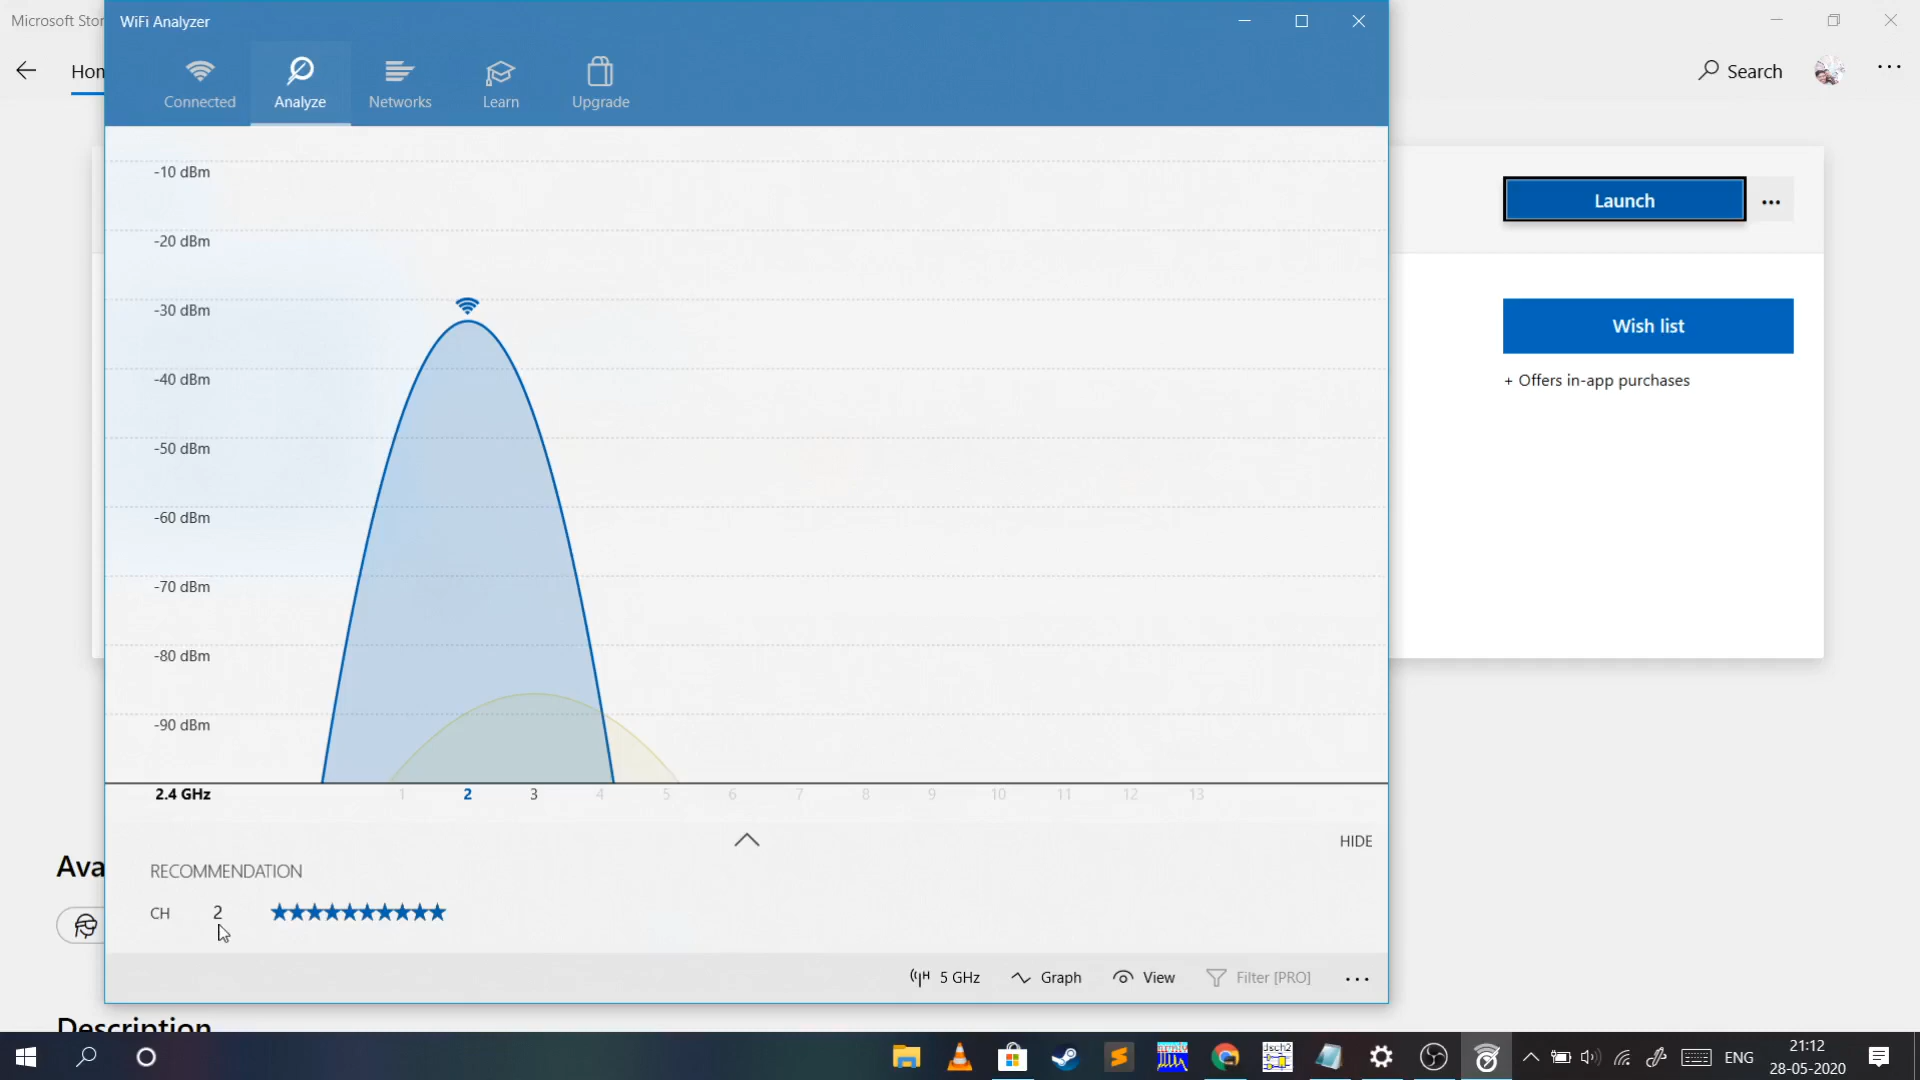 Microsoft Stor
WiFi Analyzer
Hom
Connected
Analyze
Networks
Learn
Upgrade
Search
-10 dBm
-20 dBm
-30 dBm
-40 dBm
-50 dBm
-60 dBm
-70 dBm
-80 dBm
-90 dBm
Launch
Wish list
+ Offers in-app purchases
2.4 GHz 1 2 3 4 5 6 7 8 9 10 11 12 13
HIDE
RECOMMENDATION
CH 2 ★★★★★★★★★★
Ava
5 GHz Graph View Filter [PRO]
Description
Jsch2
ENG
21:12
28-05-2020